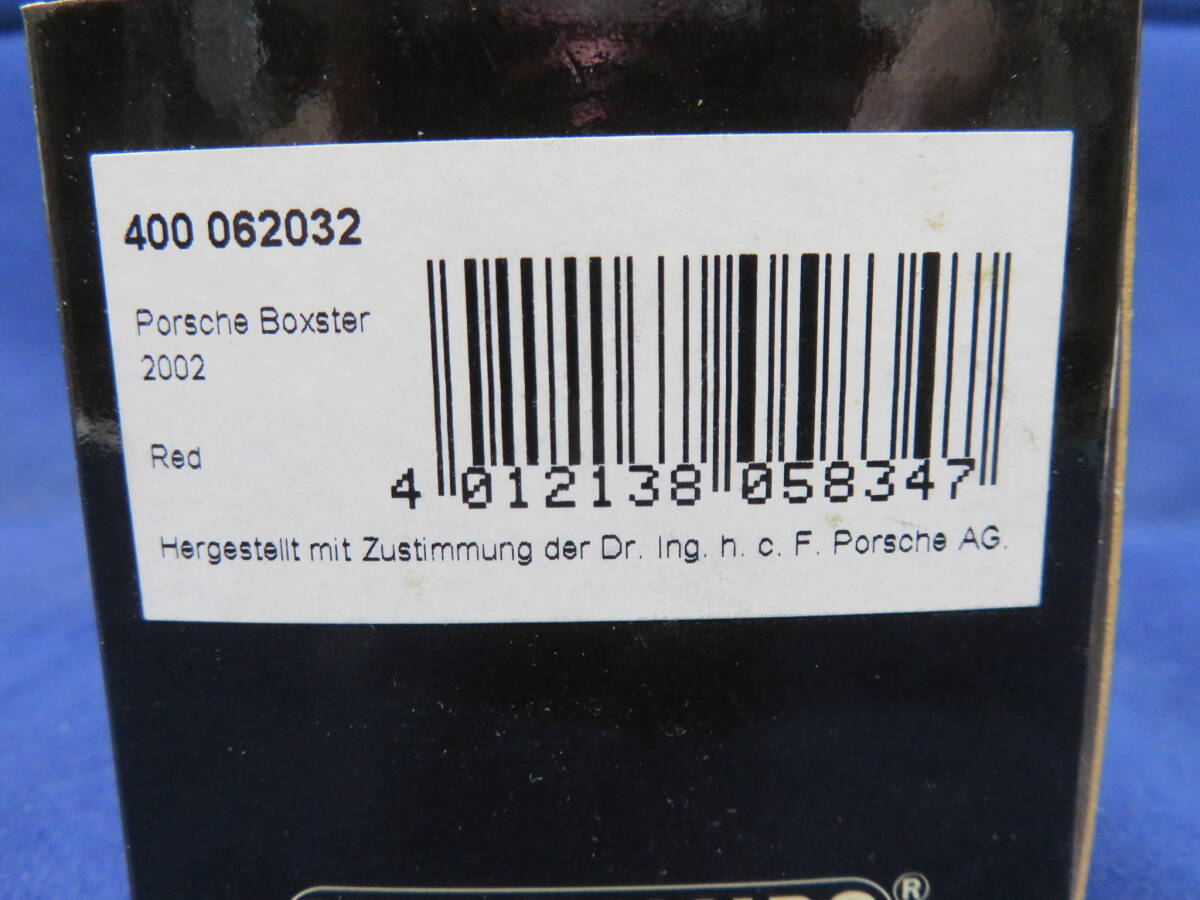 400 062032
Porsche Boxster
2002
Red
4 012138 058347
Hergestellt mit Zustimmung der Dr. Ing. h. c. F. Porsche AG.
®